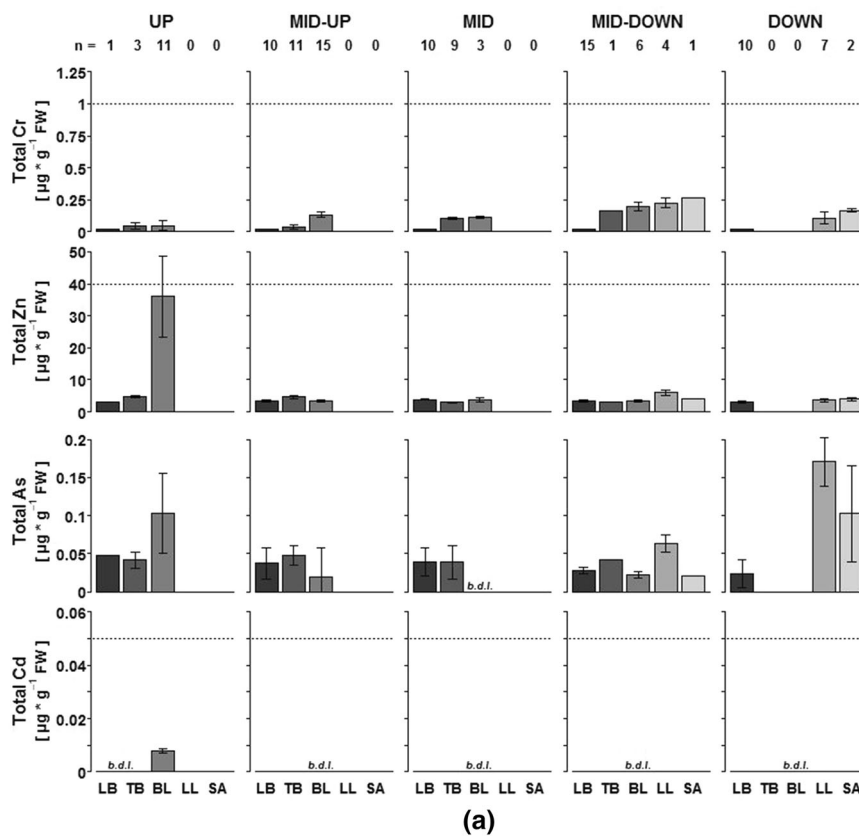 UP MID-UP MID MID-DOWN DOWN
n = 1 3 11 0 0 10 11 15 0 0 10 9 3 0 0 15 1 6 4 1 10 0 0 7 2
Total Cr
[ µg * g⁻¹ FW ]
1.25
1
0.75
0.50
0.25
0
Total Zn
[ µg * g⁻¹ FW ]
50
40
30
20
10
0
Total As
[ µg * g⁻¹ FW ]
0.2
0.15
0.1
0.05
0
b.d.l.
Total Cd
[ µg * g⁻¹ FW ]
0.06
0.04
0.02
0
b.d.l. b.d.l. b.d.l. b.d.l. b.d.l.
LB TB BL LL SA LB TB BL LL SA LB TB BL LL SA LB TB BL LL SA LB TB BL LL SA
(a)